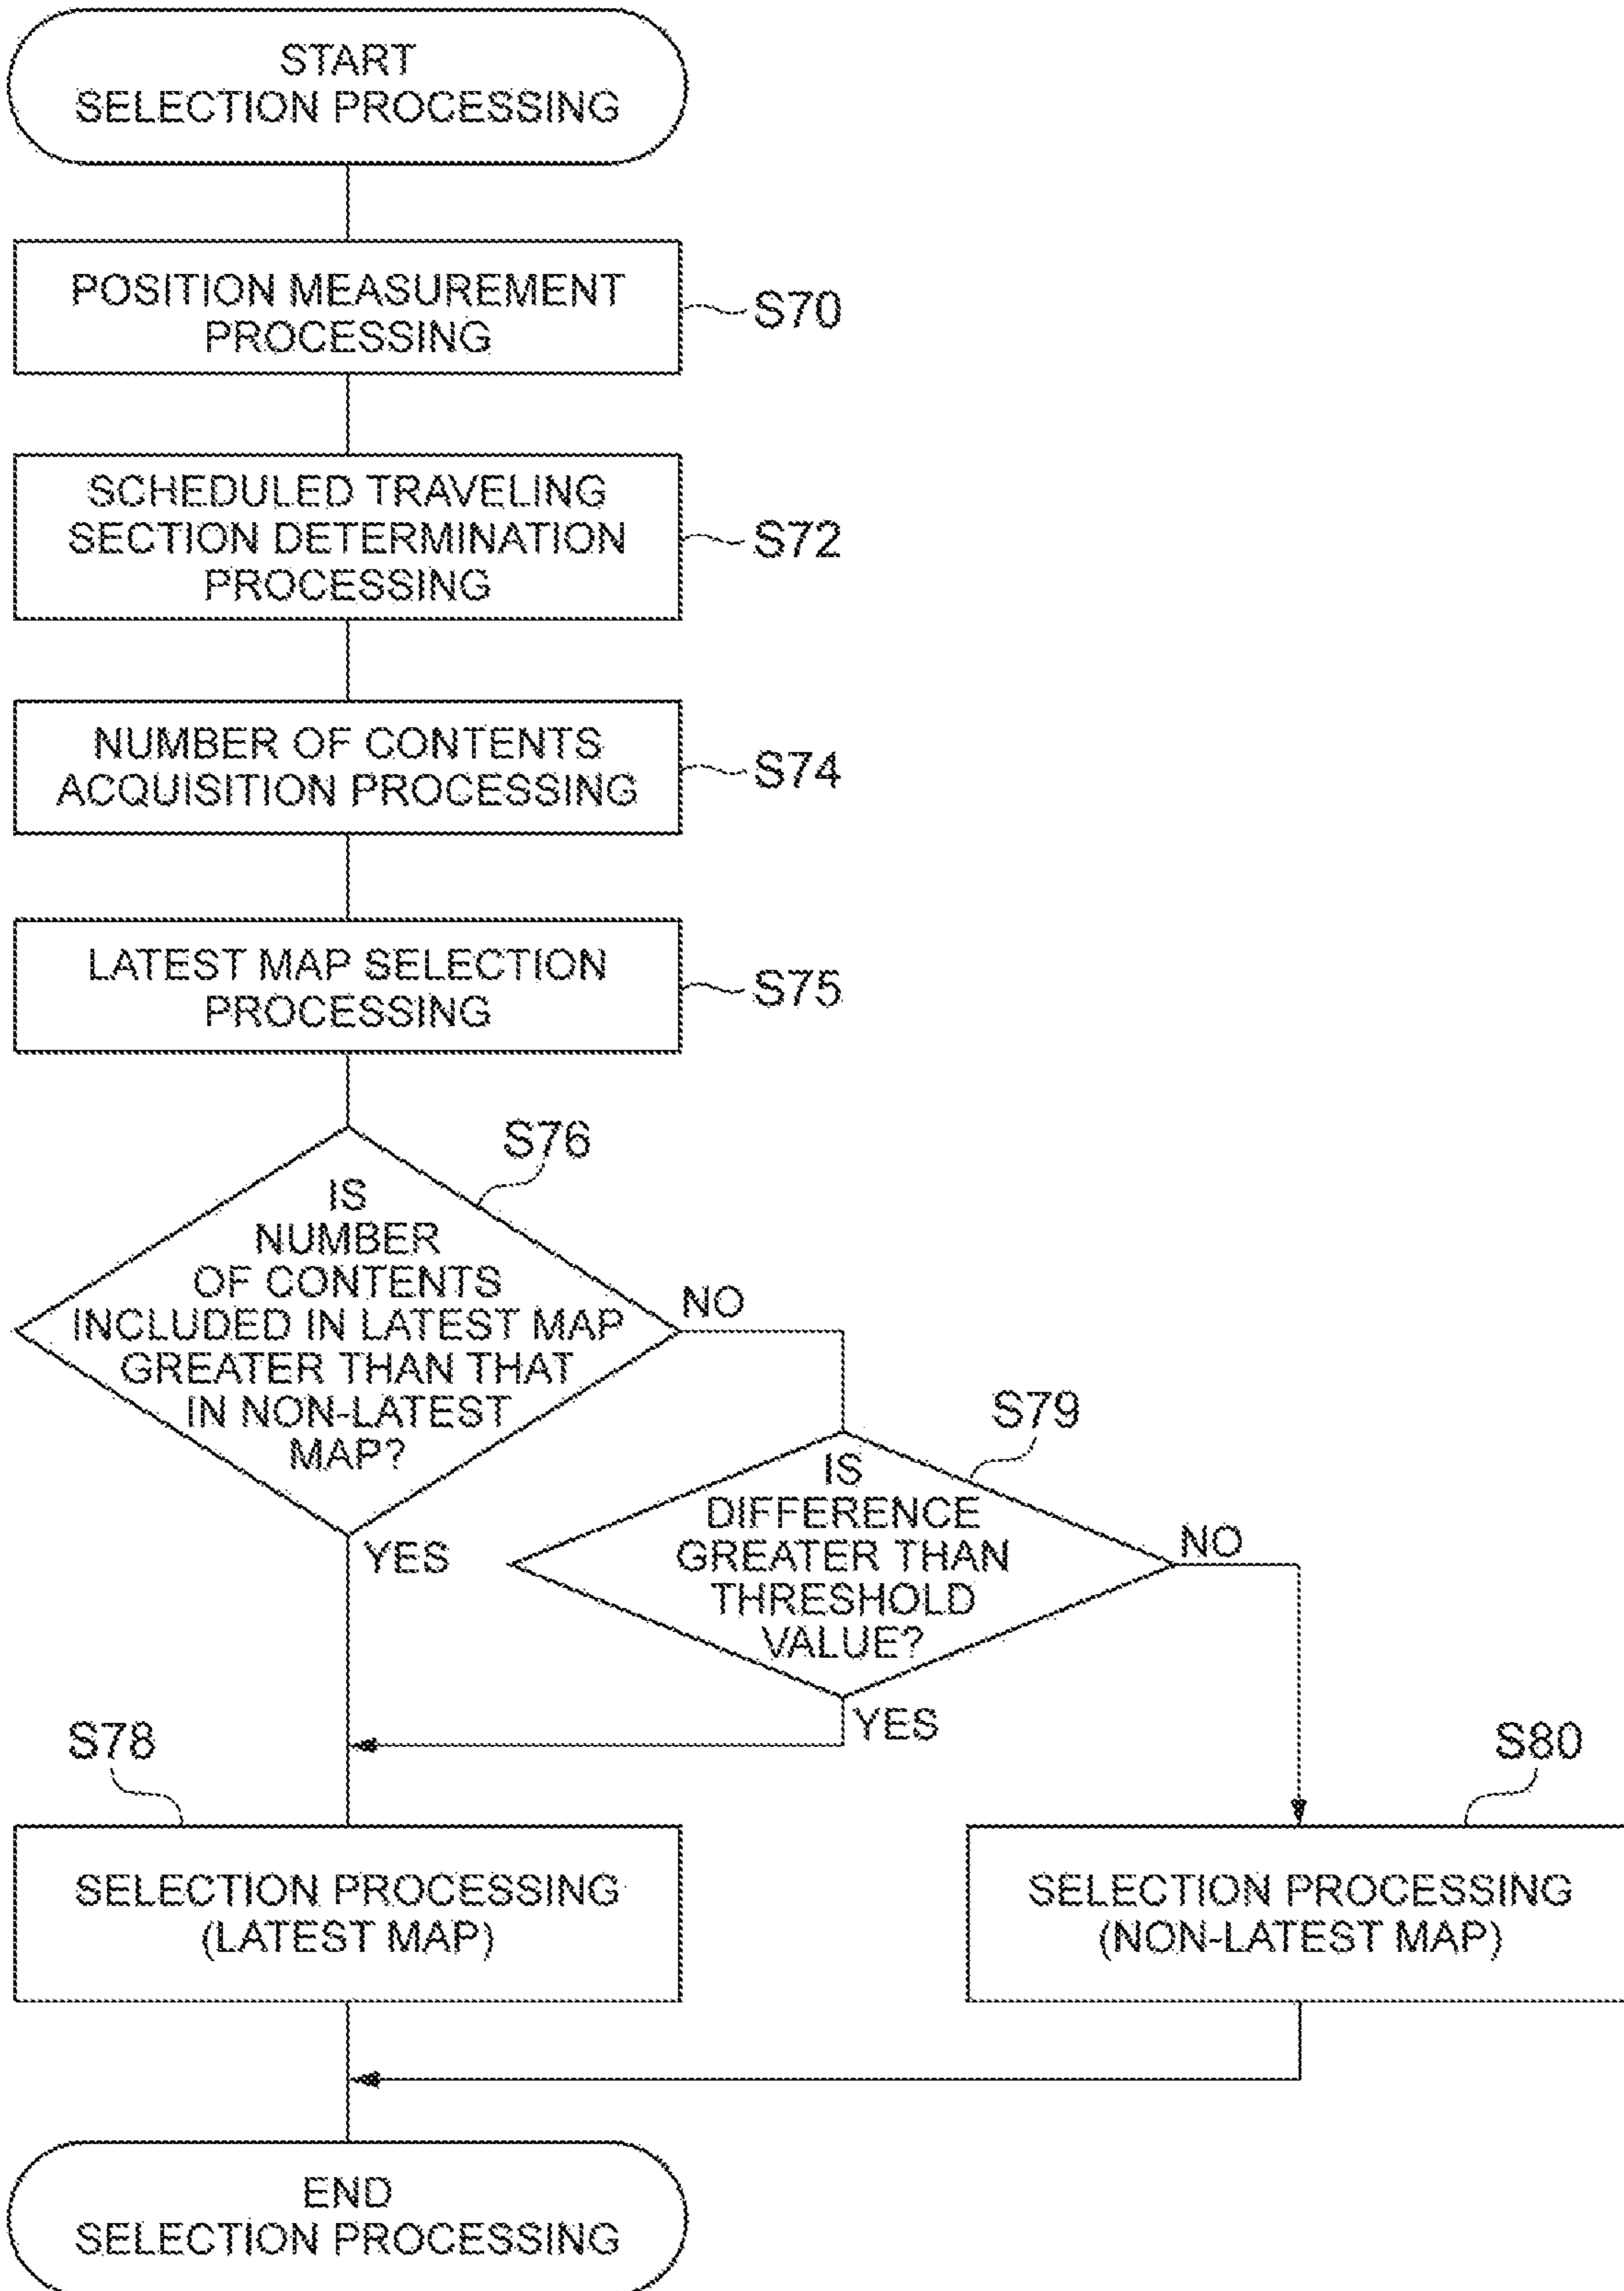 START
SELECTION PROCESSING
POSITION MEASUREMENT
PROCESSING
S70
SCHEDULED TRAVELING
SECTION DETERMINATION
PROCESSING
S72
NUMBER OF CONTENTS
ACQUISITION PROCESSING
S74
LATEST MAP SELECTION
PROCESSING
S75
S76
IS
NUMBER
OF CONTENTS
INCLUDED IN LATEST MAP
GREATER THAN THAT
IN NON-LATEST
MAP?
NO
YES
S79
IS
DIFFERENCE
GREATER THAN
THRESHOLD
VALUE?
NO
YES
S78
SELECTION PROCESSING
(LATEST MAP)
S80
SELECTION PROCESSING
(NON-LATEST MAP)
END
SELECTION PROCESSING